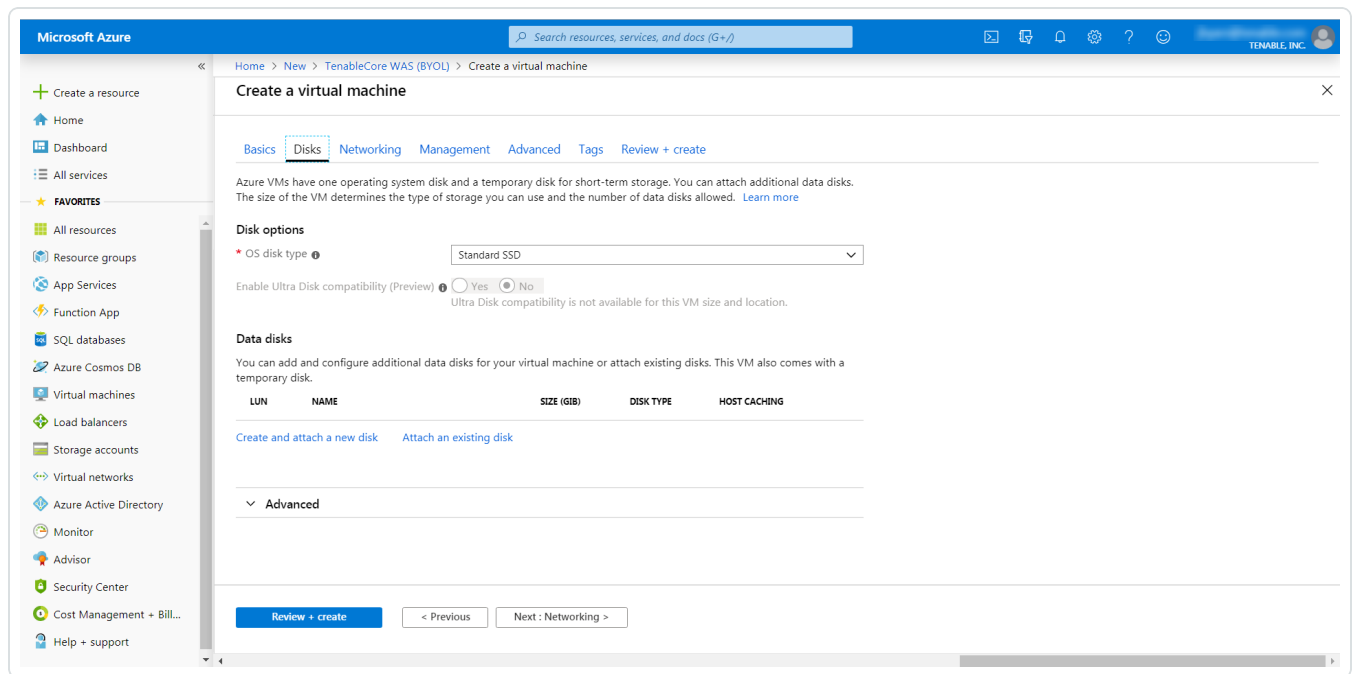 Microsoft Azure
Search resources, services, and docs (G+/)
TENABLE, INC.
«
Create a resource
Home
Dashboard
All services
FAVORITES
All resources
Resource groups
App Services
Function App
SQL databases
Azure Cosmos DB
Virtual machines
Load balancers
Storage accounts
Virtual networks
Azure Active Directory
Monitor
Advisor
Security Center
Cost Management + Bill...
Help + support
Home > New > TenableCore WAS (BYOL) > Create a virtual machine
Create a virtual machine
Basics Disks Networking Management Advanced Tags Review + create
Azure VMs have one operating system disk and a temporary disk for short-term storage. You can attach additional data disks.
The size of the VM determines the type of storage you can use and the number of data disks allowed. Learn more
Disk options
* OS disk type Standard SSD
Enable Ultra Disk compatibility (Preview) Yes No
Ultra Disk compatibility is not available for this VM size and location.
Data disks
You can add and configure additional data disks for your virtual machine or attach existing disks. This VM also comes with a
temporary disk.
LUN NAME SIZE (GIB) DISK TYPE HOST CACHING
Create and attach a new disk Attach an existing disk
Advanced
Review + create < Previous Next : Networking >